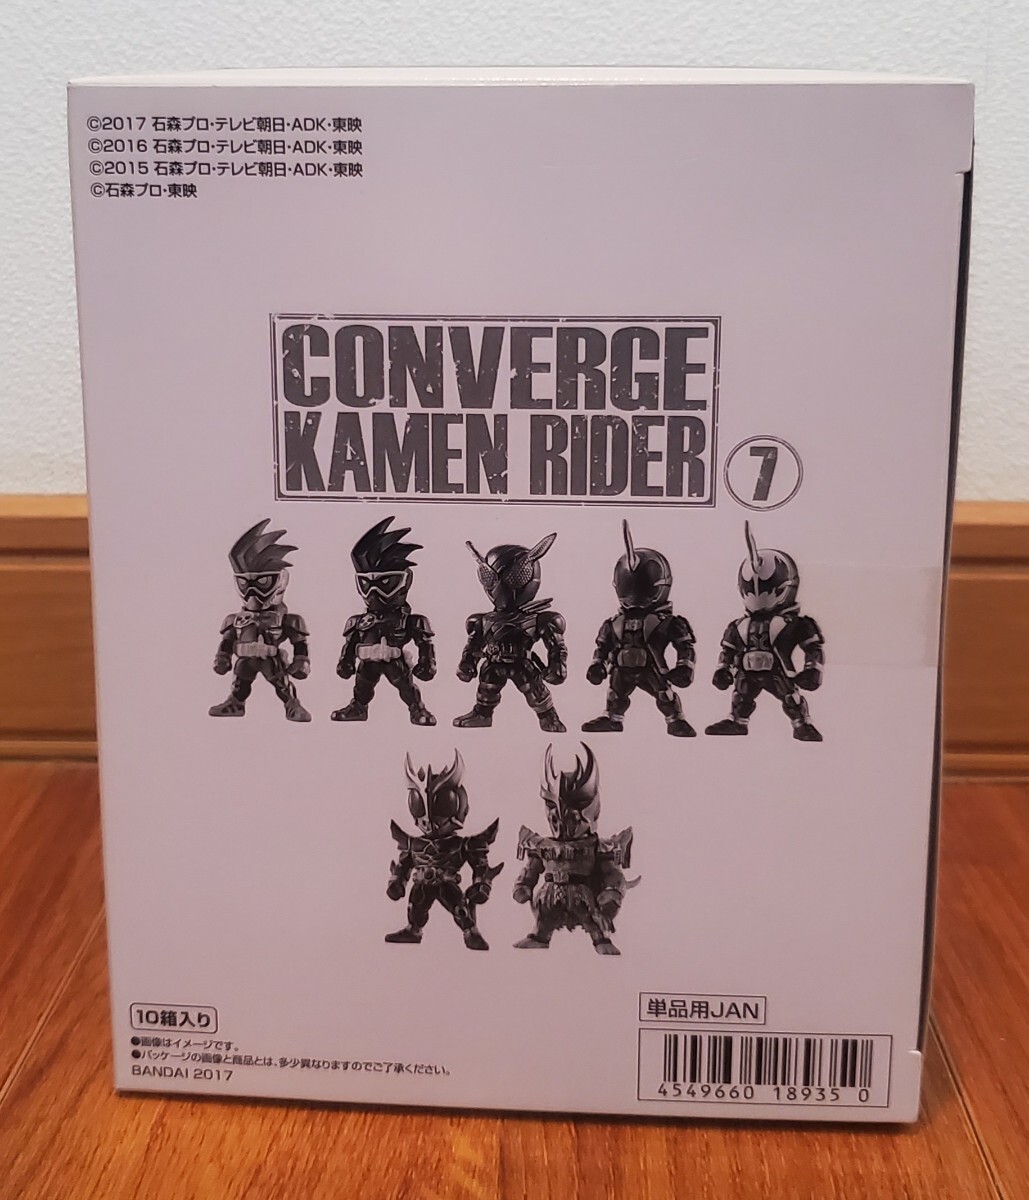 ©2017 石森プロ・テレビ朝日・ADK・東映
©2016 石森プロ・テレビ朝日・ADK・東映
©2015 石森プロ・テレビ朝日・ADK・東映
©石森プロ・東映
CONVERGE
KAMEN RIDER 7
10箱入り
●画像はイメージです。
●パッケージの画像と商品とは、多少異なりますのでご了承ください。
BANDAI 2017
単品用JAN
4549660 18935 0